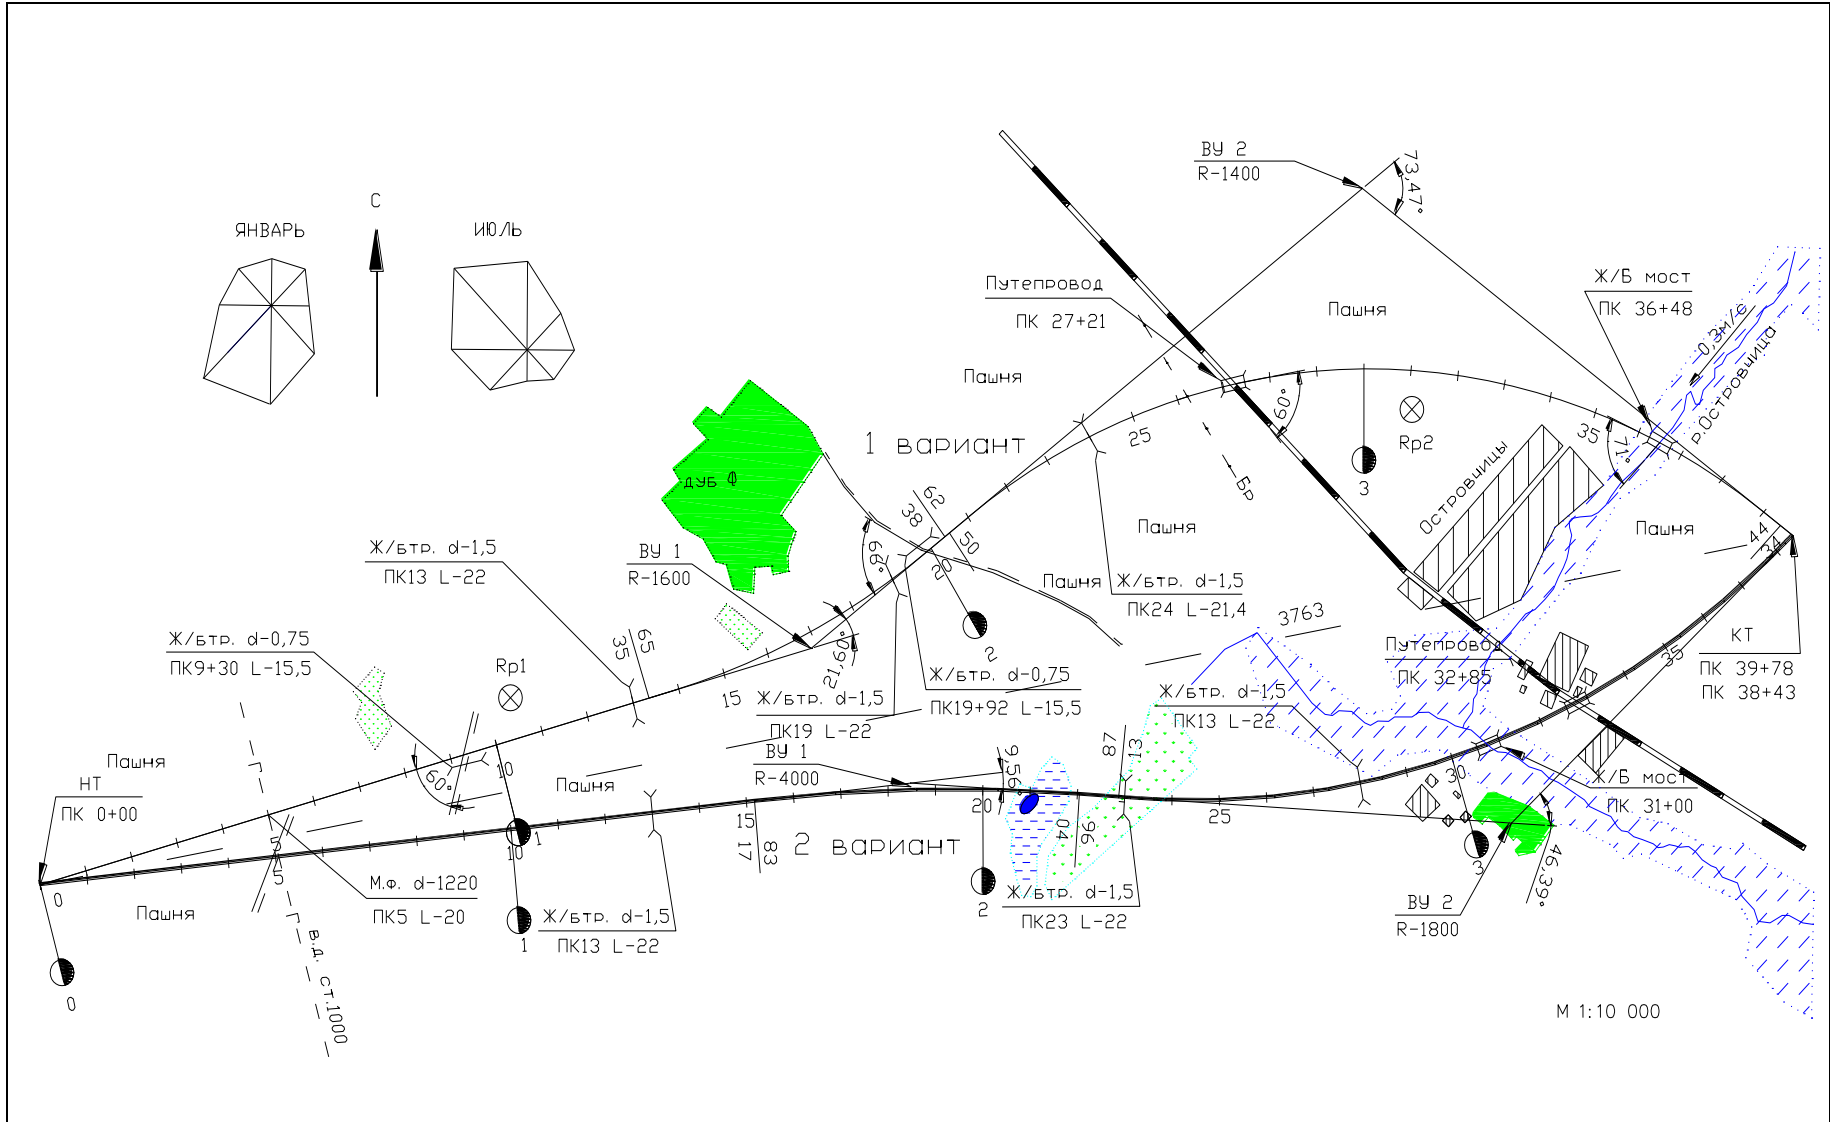 С
ЯНВАРЬ
ИЮЛЬ
ВУ 2
R-1400
73,47°
Путепровод
ПК 27+21
Пашня
Ж/Б мост
ПК 36+48
0,3м/с
р.Островчица
Пашня
60°
Rp2
25
35
71°
1 вариант
Островчицы
Бр
3
дуб
62
38
50
20
Пашня
Пашня
44
34
Ж/бтр. d-1,5
ПК13 L-22
ВУ 1
R-1600
66°
Пашня
Ж/бтр. d-1,5
ПК24 L-21,4
2
3763
Ж/бтр. d-0,75
ПК9+30 L-15,5
65
35
21,60°
КТ
ПК 39+78
ПК 38+43
Путепровод
ПК 32+85
35
Rp1
15
Ж/бтр. d-0,75
ПК19+92 L-15,5
Ж/бтр. d-1,5
ПК19 L-22
Ж/бтр. d-1,5
ПК13 L-22
Пашня
10
60°
Пашня
ВУ 1
R-4000
9,56°
87
13
30
Ж/Б мост
ПК 31+00
НТ
ПК 0+00
20
15
25
5
10
1
17
83
04
96
2 вариант
46,39°
3
5
0
Пашня
М.Ф. d-1220
ПК5 L-20
Ж/бтр. d-1,5
ПК13 L-22
1
2
Ж/бтр. d-1,5
ПК23 L-22
ВУ 2
R-1800
Г
Г
в.д. ст.1000
0
М 1:10 000